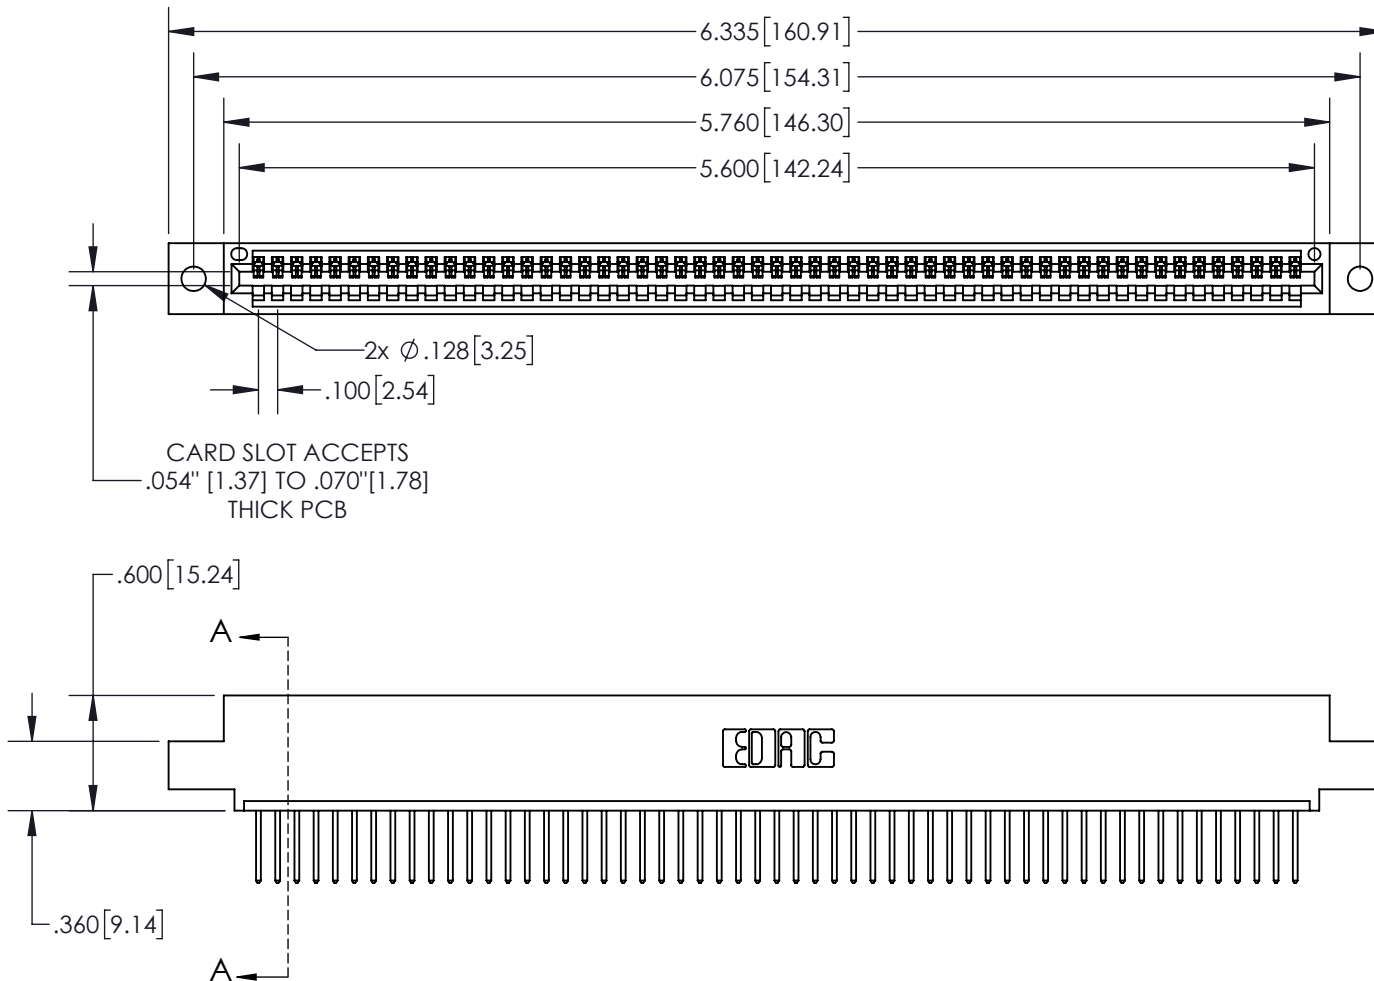 6.335[160.91]
6.075[154.31]
5.760[146.30]
5.600[142.24]
2x ∅.128[3.25]
.100[2.54]
CARD SLOT ACCEPTS
.054" [1.37] TO .070"[1.78]
THICK PCB
.600[15.24]
A
EDAC
.360[9.14]
A